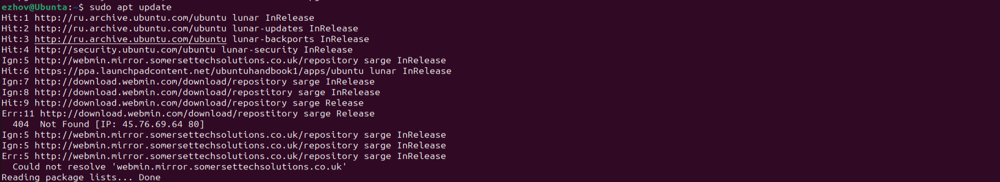 ezhov@Ubunta:~$ sudo apt update
Hit:1 http://ru.archive.ubuntu.com/ubuntu lunar InRelease
Hit:2 http://ru.archive.ubuntu.com/ubuntu lunar-updates InRelease
Hit:3 http://ru.archive.ubuntu.com/ubuntu lunar-backports InRelease
Hit:4 http://security.ubuntu.com/ubuntu lunar-security InRelease
Ign:5 http://webmin.mirror.somersettechsolutions.co.uk/repository sarge InRelease
Hit:6 https://ppa.launchpadcontent.net/ubuntuhandbook1/apps/ubuntu lunar InRelease
Ign:7 http://download.webmin.com/download/repository sarge InRelease
Ign:8 http://download.webmin.com/download/repostitory sarge InRelease
Hit:9 http://download.webmin.com/download/repository sarge Release
Err:11 http://download.webmin.com/download/repostitory sarge Release
  404  Not Found [IP: 45.76.69.64 80]
Ign:5 http://webmin.mirror.somersettechsolutions.co.uk/repository sarge InRelease
Ign:5 http://webmin.mirror.somersettechsolutions.co.uk/repository sarge InRelease
Err:5 http://webmin.mirror.somersettechsolutions.co.uk/repository sarge InRelease
  Could not resolve 'webmin.mirror.somersettechsolutions.co.uk'
Reading package lists... Done